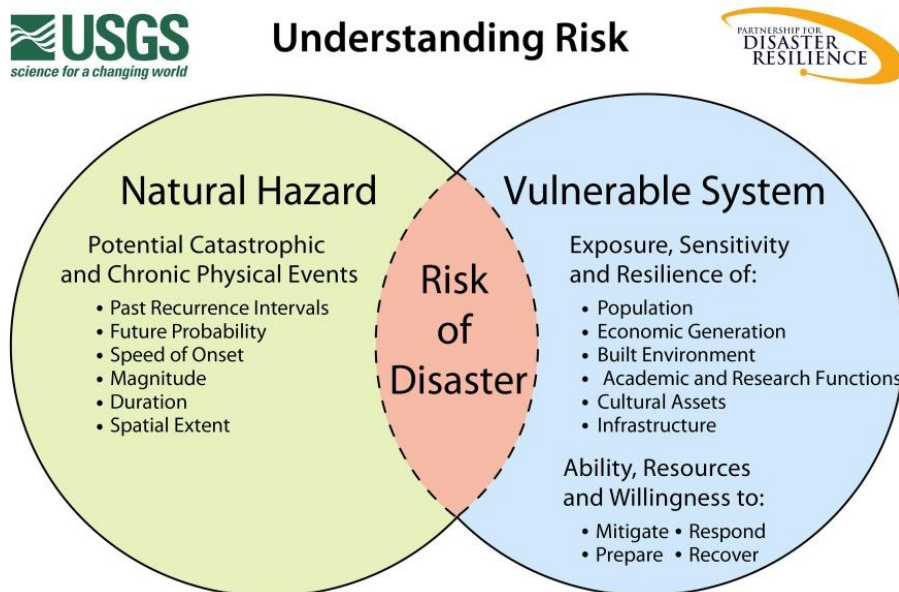 USGS
science for a changing world
Understanding Risk
PARTNERSHIP FOR
DISASTER
RESILIENCE
Natural Hazard
Potential Catastrophic
and Chronic Physical Events
• Past Recurrence Intervals
• Future Probability
• Speed of Onset
• Magnitude
• Duration
• Spatial Extent
Risk
of
Disaster
Vulnerable System
Exposure, Sensitivity
and Resilience of:
• Population
• Economic Generation
• Built Environment
• Academic and Research Functions
• Cultural Assets
• Infrastructure
Ability, Resources
and Willingness to:
• Mitigate • Respond
• Prepare • Recover